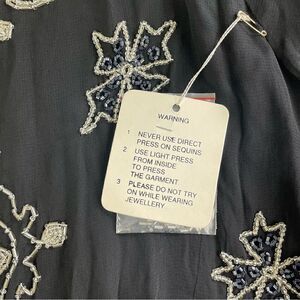 WARNING
1 NEVER USE DIRECT
PRESS ON SEQUINS
2 USE LIGHT PRESS
FROM INSIDE
TO PRESS
THE GARMENT
3 PLEASE DO NOT TRY
ON WHILE WEARING
JEWELLERY